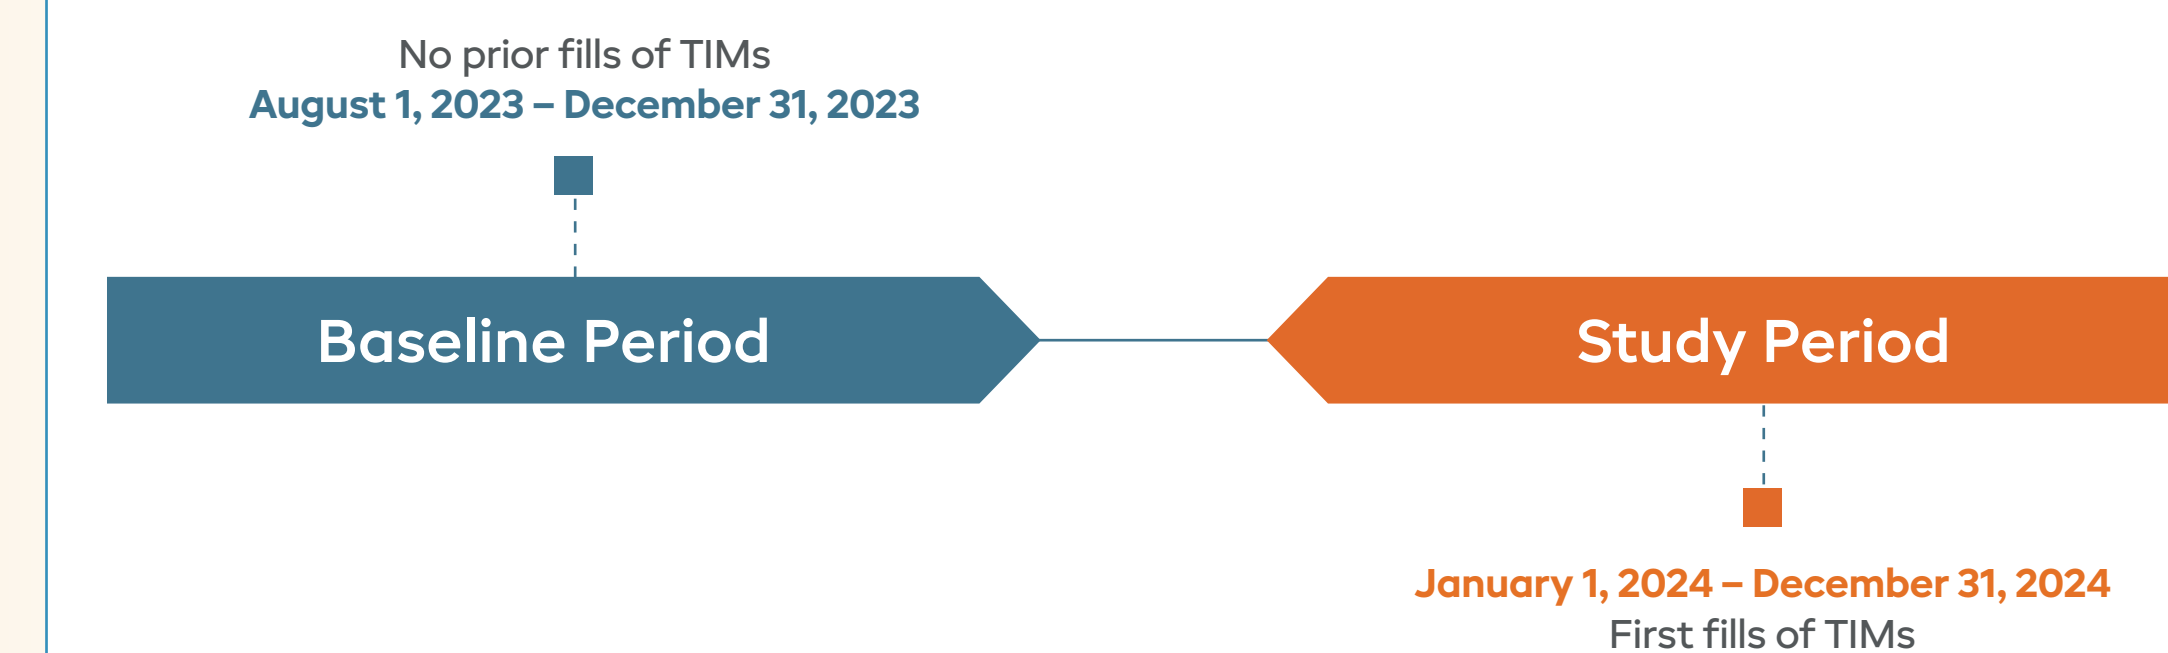 No prior fills of TIMs
August 1, 2023 – December 31, 2023
Baseline Period
Study Period
January 1, 2024 – December 31, 2024
First fills of TIMs